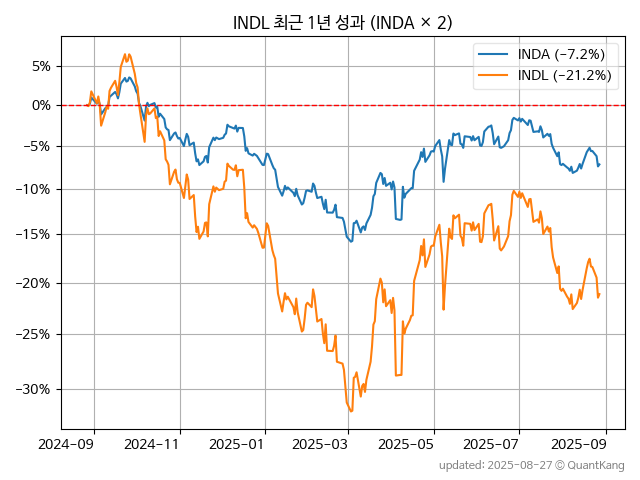 INDL 최근 1년 성과 (INDA × 2)
INDA (−7.2%)
INDL (−21.2%)
5%
0%
−5%
−10%
−15%
−20%
−25%
−30%
2024-09 2024-11 2025-01 2025-03 2025-05 2025-07 2025-09
updated: 2025-08-27 ⓒ QuantKang